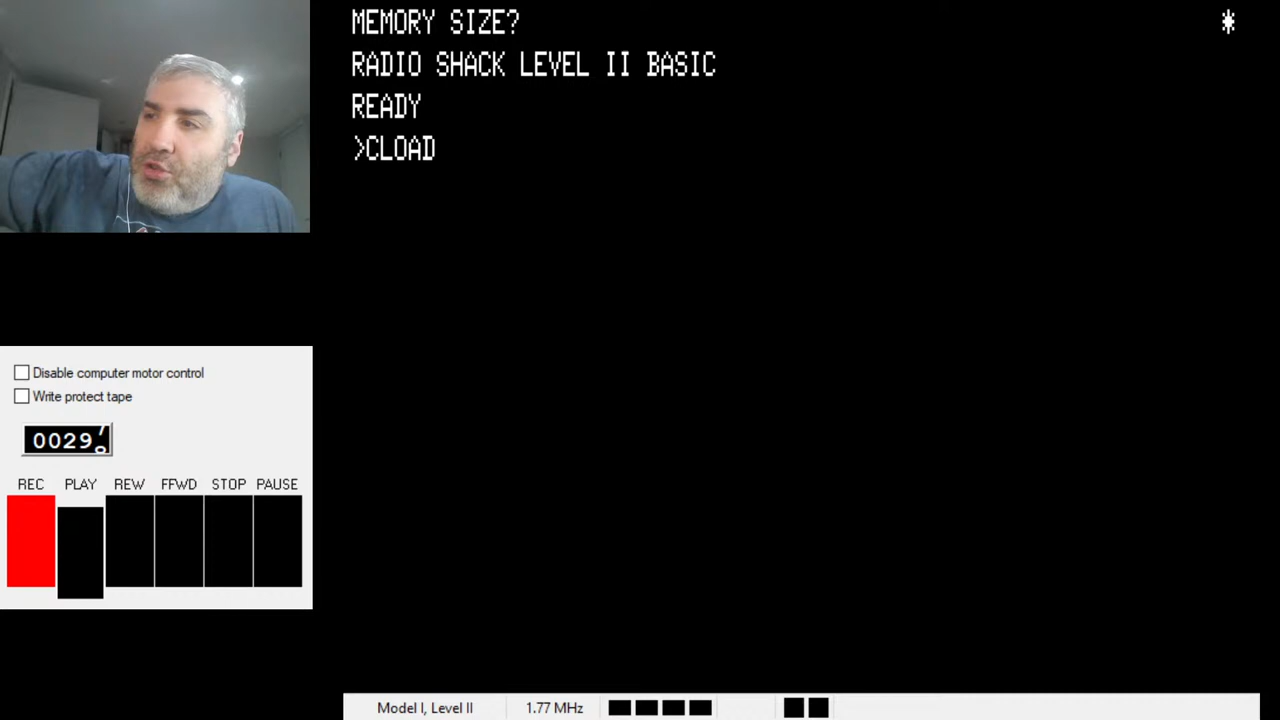 MEMORY SIZE?
RADIO SHACK LEVEL II BASIC
READY
>CLOAD
*
Disable computer motor control
Write protect tape
0029
REC PLAY REW FFWD STOP PAUSE
Model I, Level II 1.77 MHz